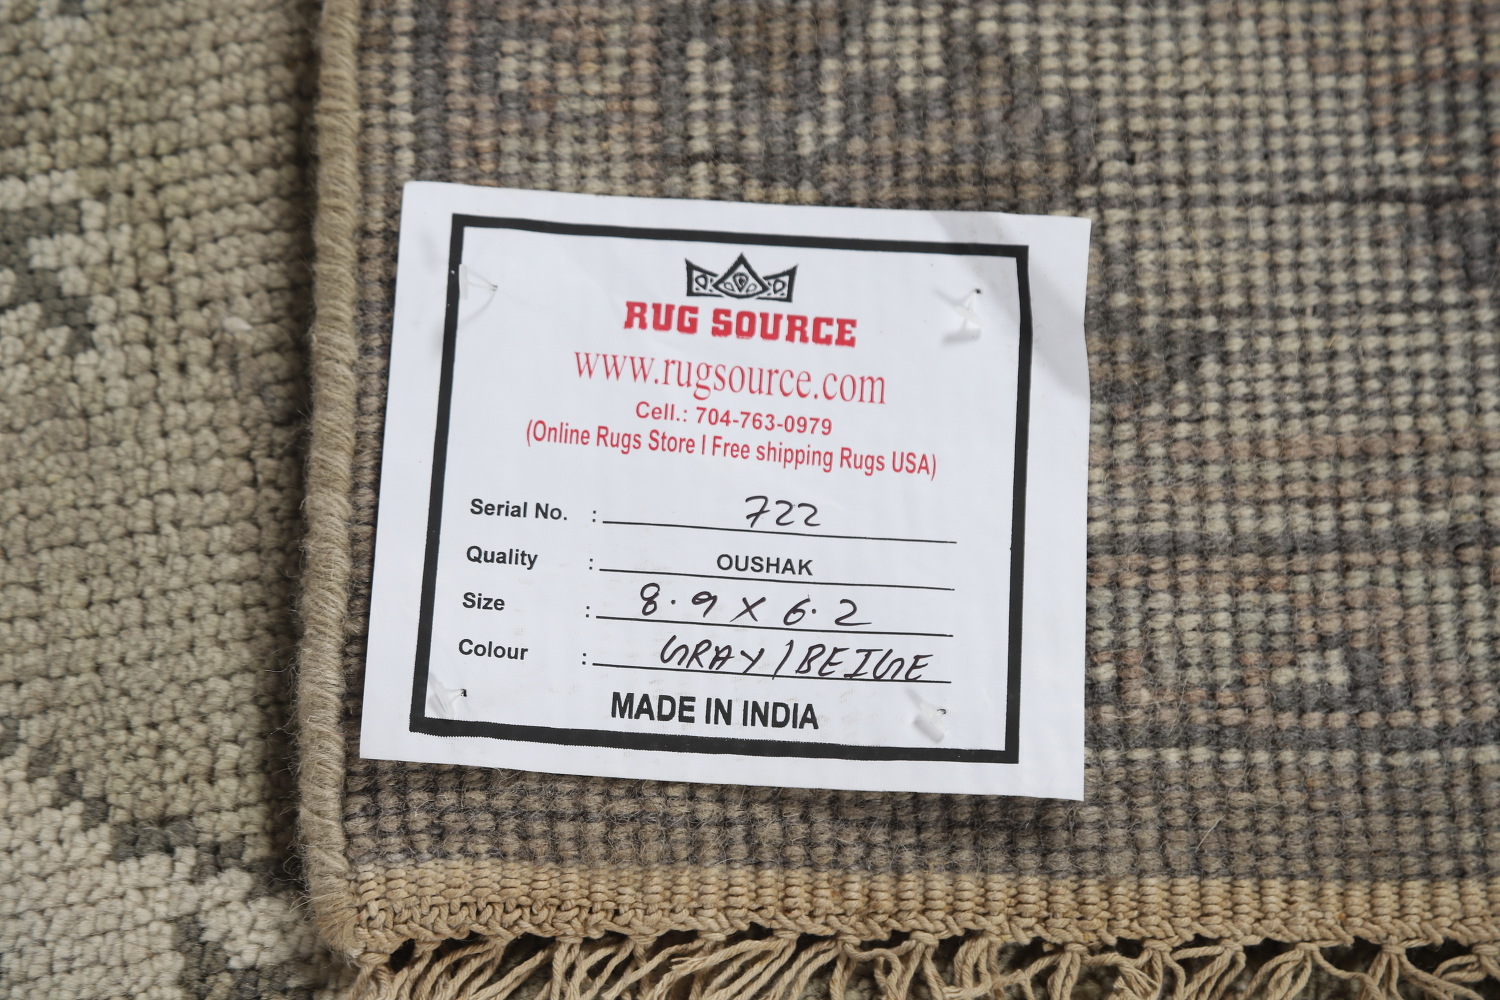 RUG SOURCE
www.rugsource.com
Cell.: 704-763-0979
(Online Rugs Store I Free shipping Rugs USA)
Serial No. : 722
Quality : OUSHAK
Size : 8.9 X 6.2
Colour : GRAY/BEIGE
MADE IN INDIA